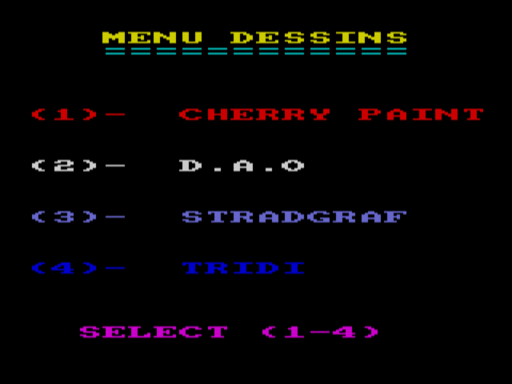 MENU DESSINS
============
(1)- CHERRY PAINT
(2)- D.A.O
(3)- STRADGRAF
(4)- TRIDI
SELECT (1-4)